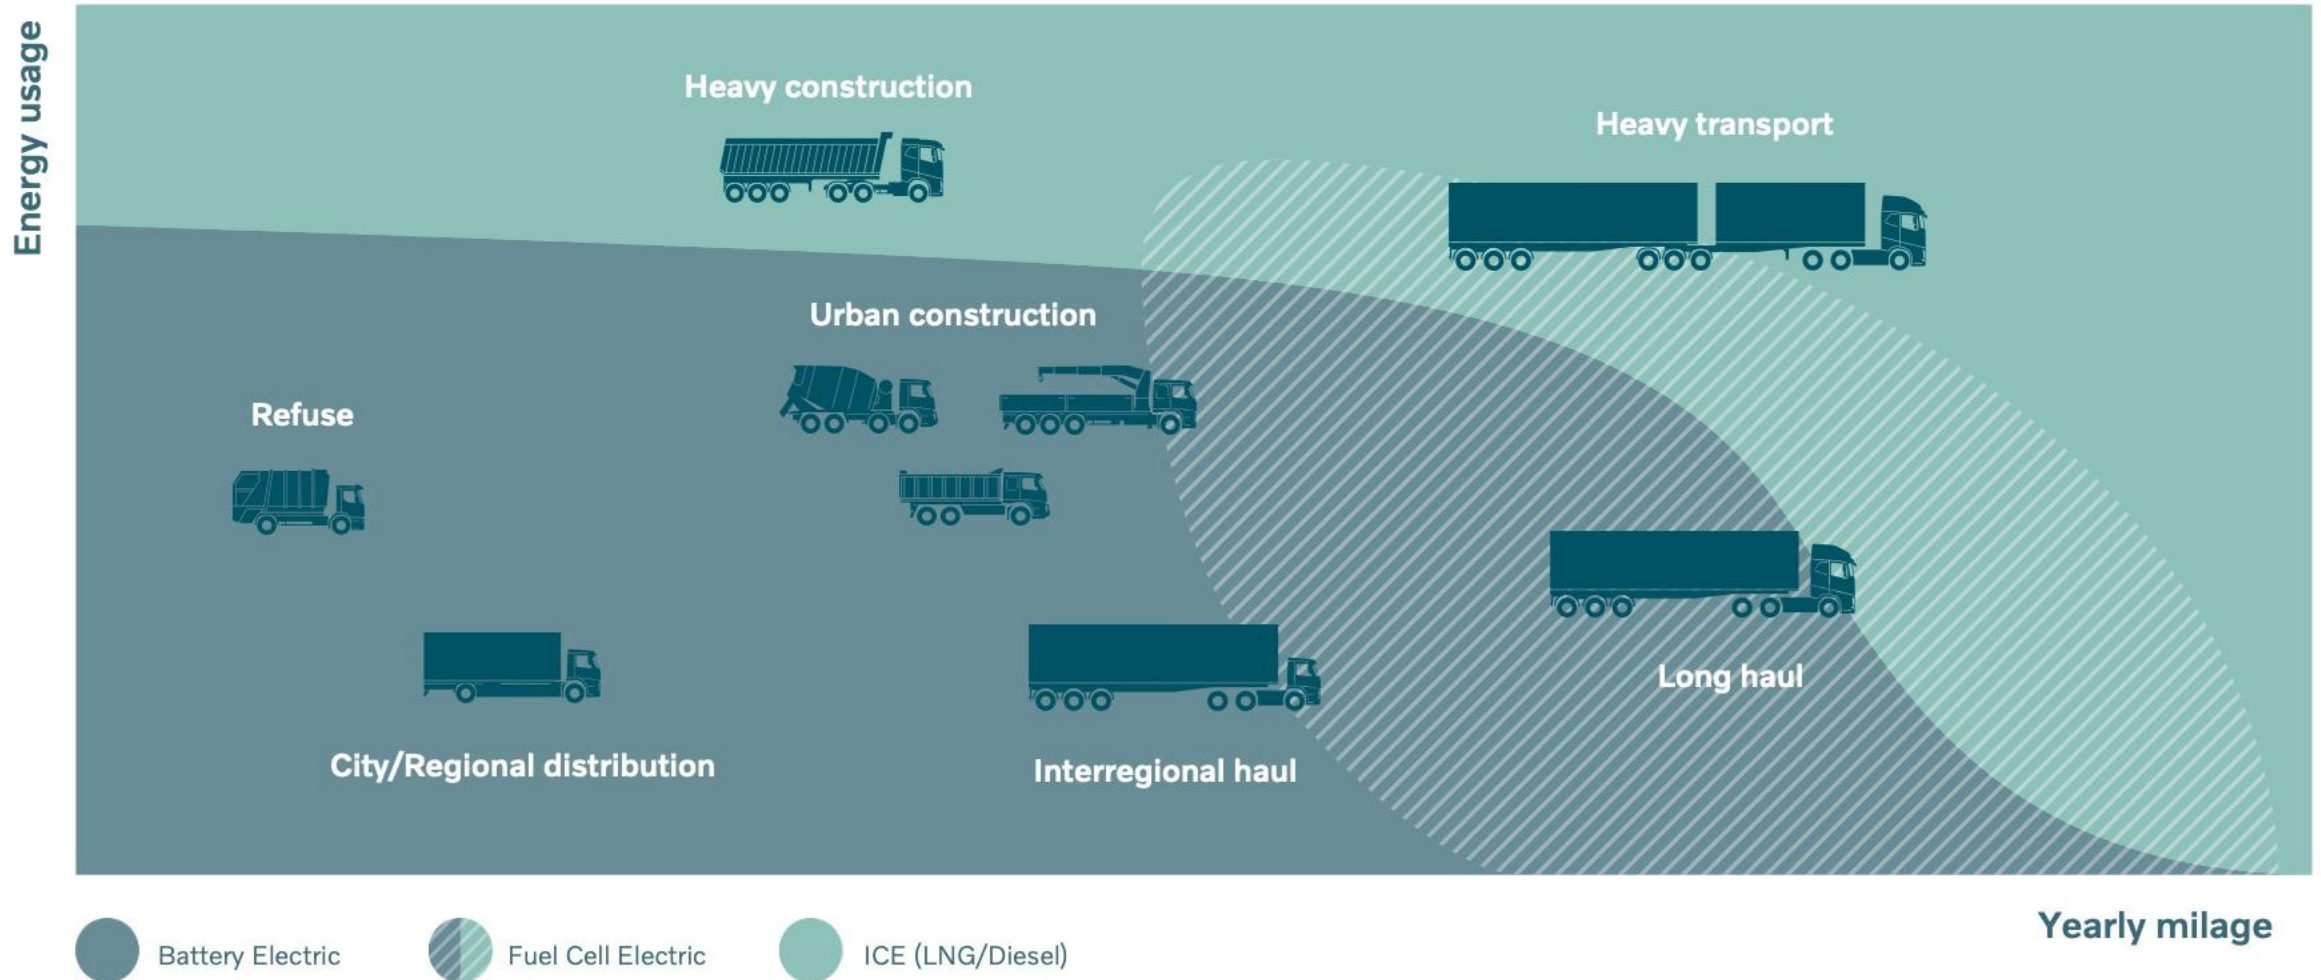 Energy usage
Heavy construction
Heavy transport
Urban construction
Refuse
Long haul
City/Regional distribution
Interregional haul
Yearly milage
Battery Electric
Fuel Cell Electric
ICE (LNG/Diesel)